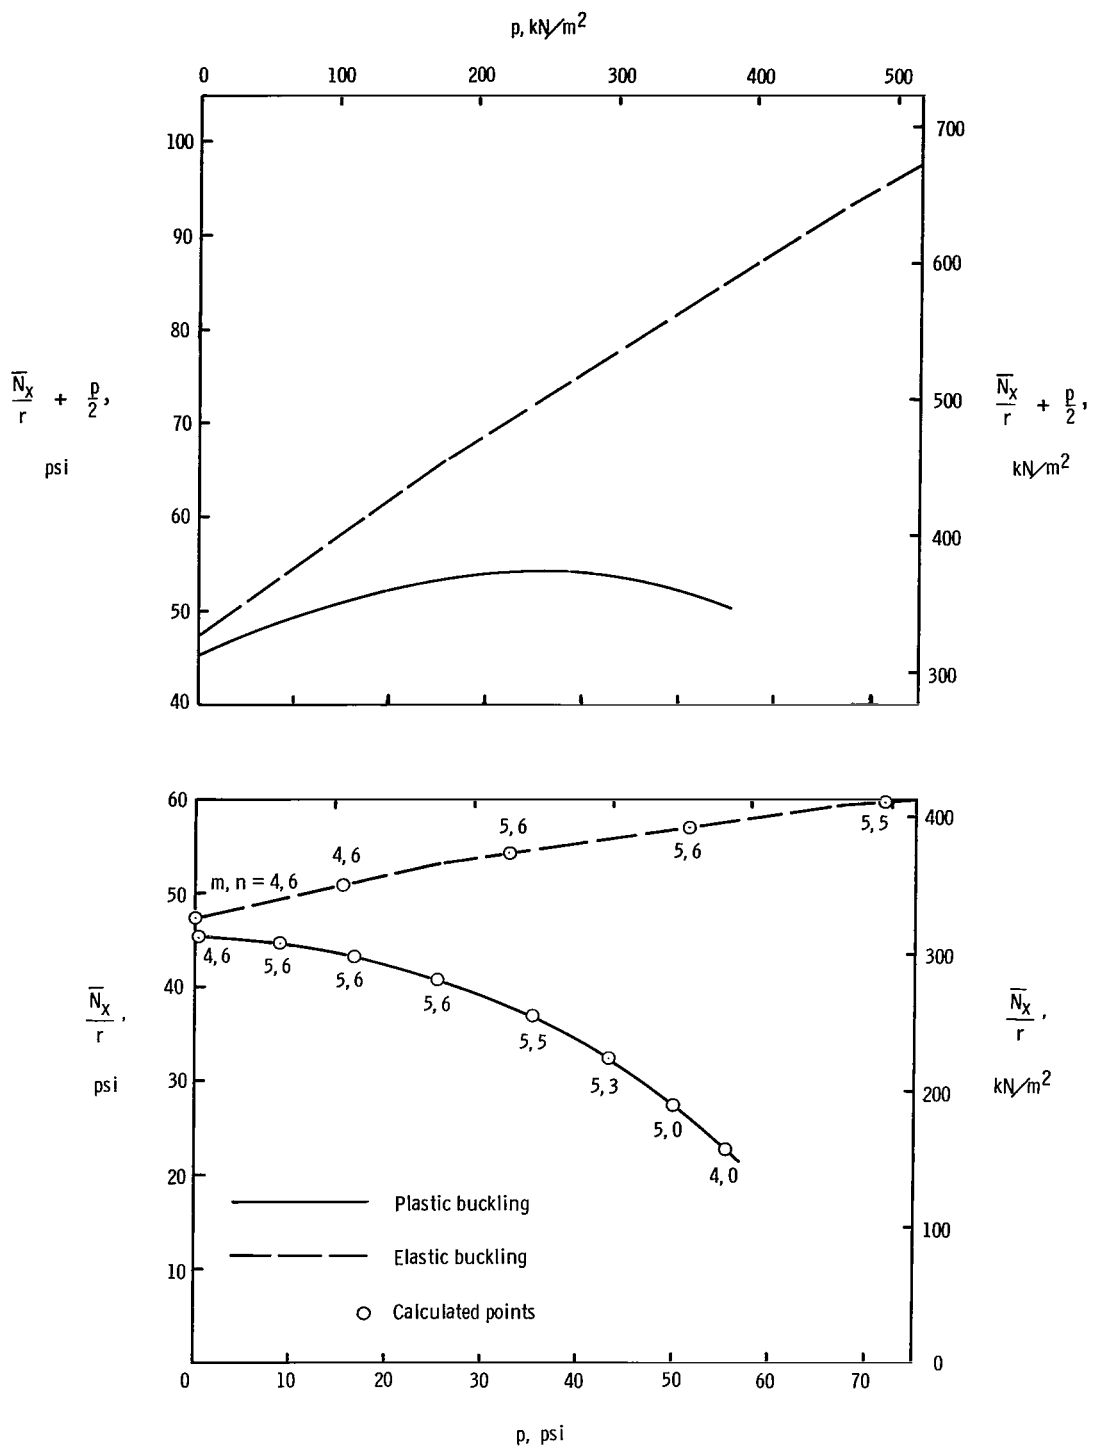 p, kN/m²
0 100 200 300 400 500
100
90
80
70
60
50
40
N̅x/r + p/2,
psi
700
600
500
400
300
N̅x/r + p/2,
kN/m²
60
50
40
30
20
10
N̅x/r,
psi
5,6
4,6
m, n = 4,6
5,6
5,5
4,6
5,6
5,6
5,6
5,5
5,3
5,0
4,0
Plastic buckling
Elastic buckling
Calculated points
400
300
200
100
0
N̅x/r,
kN/m²
0 10 20 30 40 50 60 70
p, psi